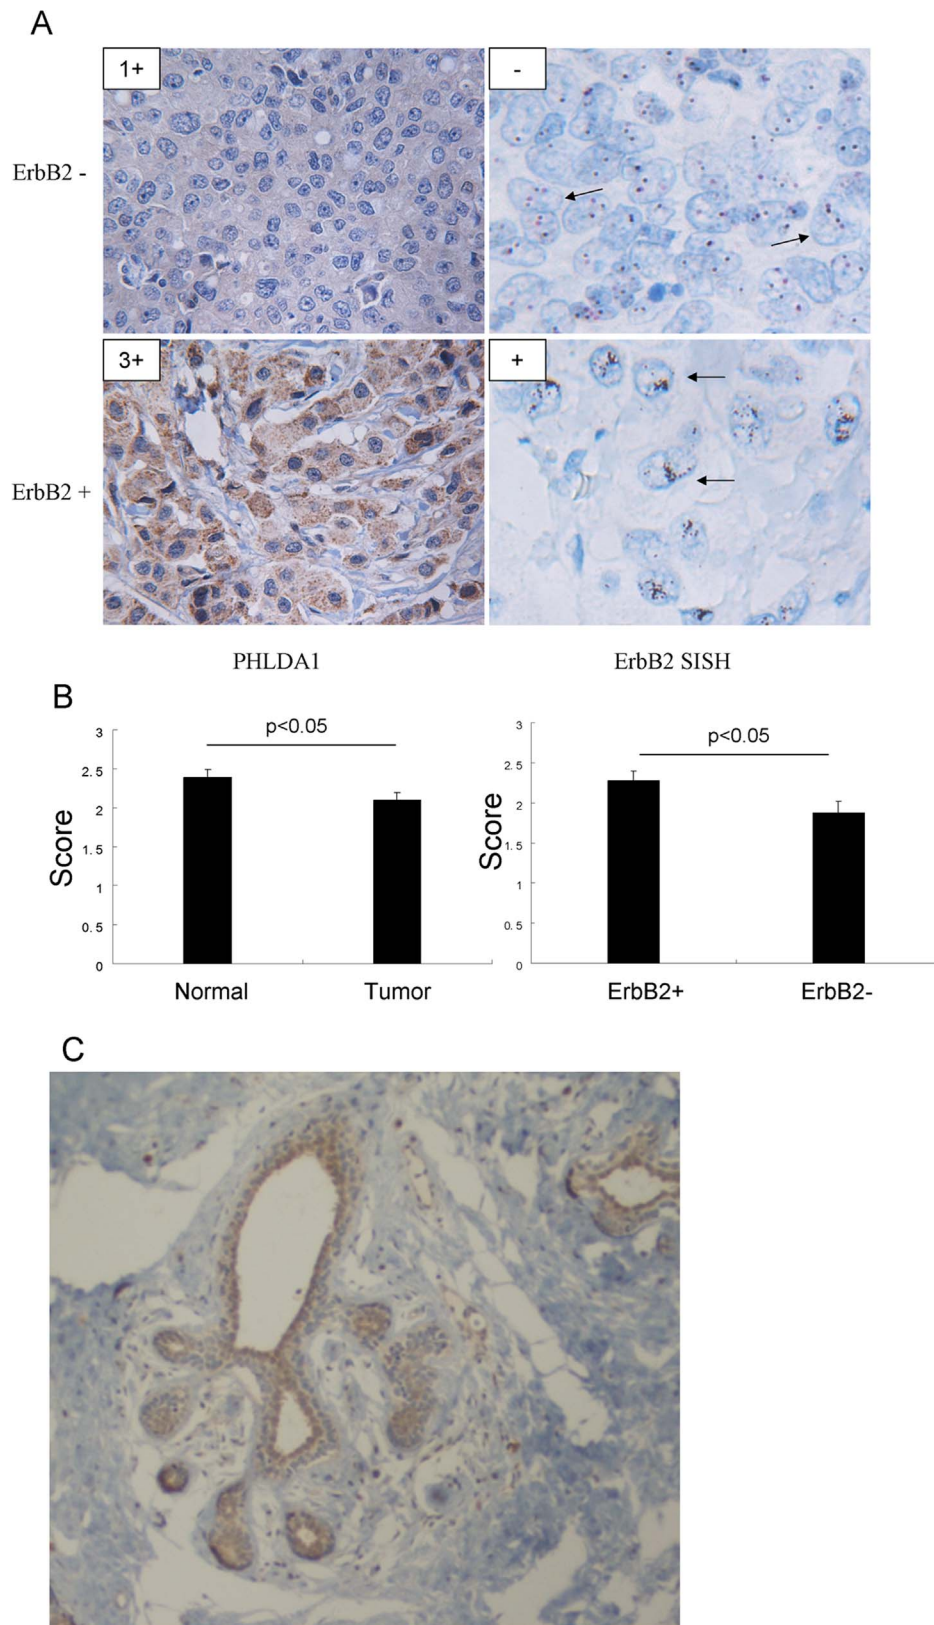 A
1+
-
ErbB2 -
3+
+
ErbB2 +
PHLDA1
ErbB2 SISH
B
3
2.5
2
1.5
1
0.5
0
Score
p<0.05
Normal
Tumor
3
2.5
2
1.5
1
0.5
0
Score
p<0.05
ErbB2+
ErbB2-
C